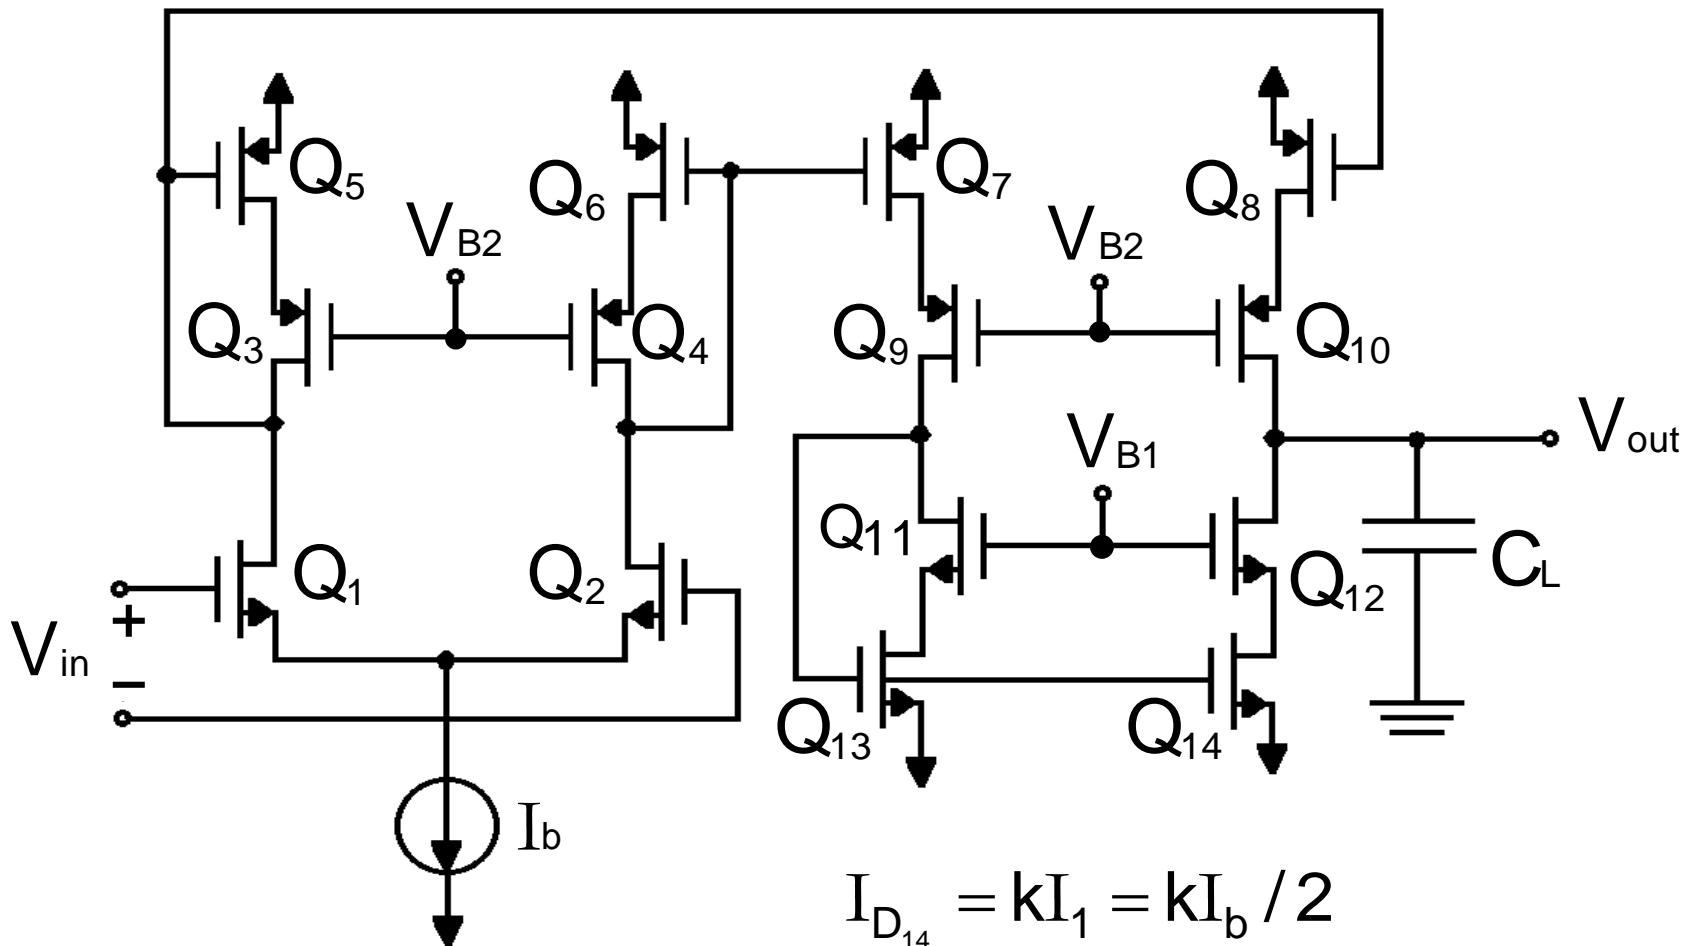 Q5
Q6
Q7
Q8
VB2
VB2
Q3
Q4
Q9
Q10
VB1
Vout
Q11
Q12
CL
Q1
Q2
Vin
+
−
Q13
Q14
Ib
ID14 = kI1 = kIb / 2